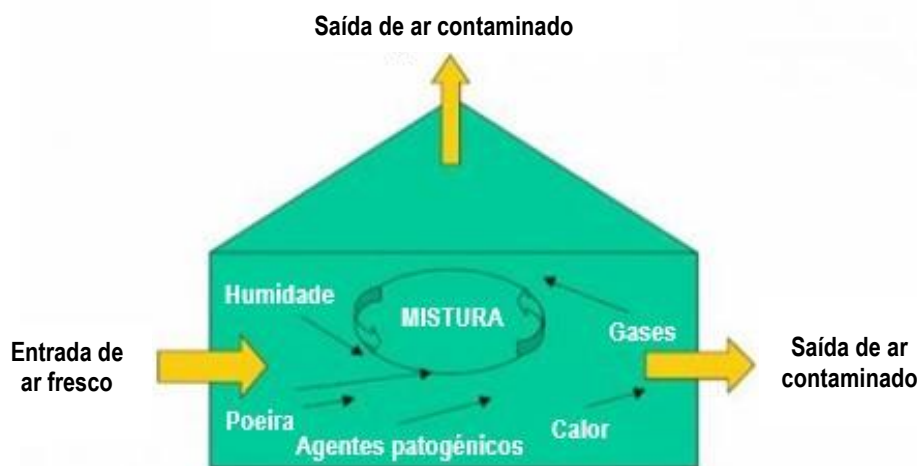 Saída de ar contaminado
Humidade
MISTURA
Gases
Entrada de
ar fresco
Saída de ar
contaminado
Poeira
Agentes patogénicos
Calor